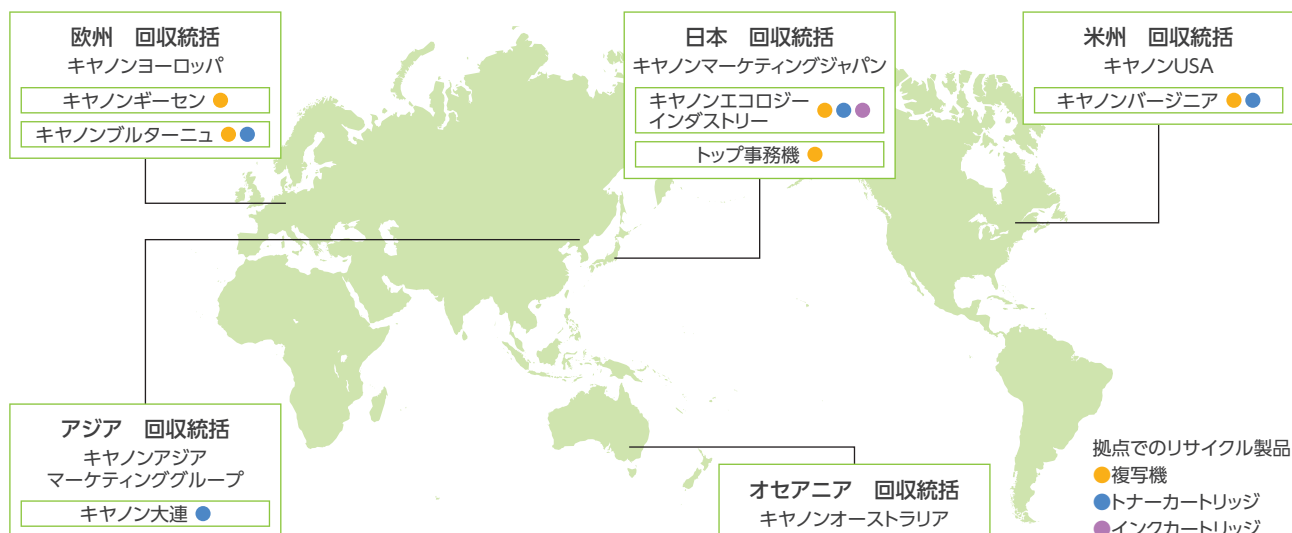 欧州 回収統括
キヤノンヨーロッパ
キヤノンギーセン
キヤノンブルターニュ
日本 回収統括
キヤノンマーケティングジャパン
キヤノンエコロジー
インダストリー
トップ事務機
米州 回収統括
キヤノンUSA
キヤノンバージニア
アジア 回収統括
キヤノンアジア
マーケティンググループ
キヤノン大連
オセアニア 回収統括
キヤノンオーストラリア
拠点でのリサイクル製品
複写機
トナーカートリッジ
インクカートリッジ